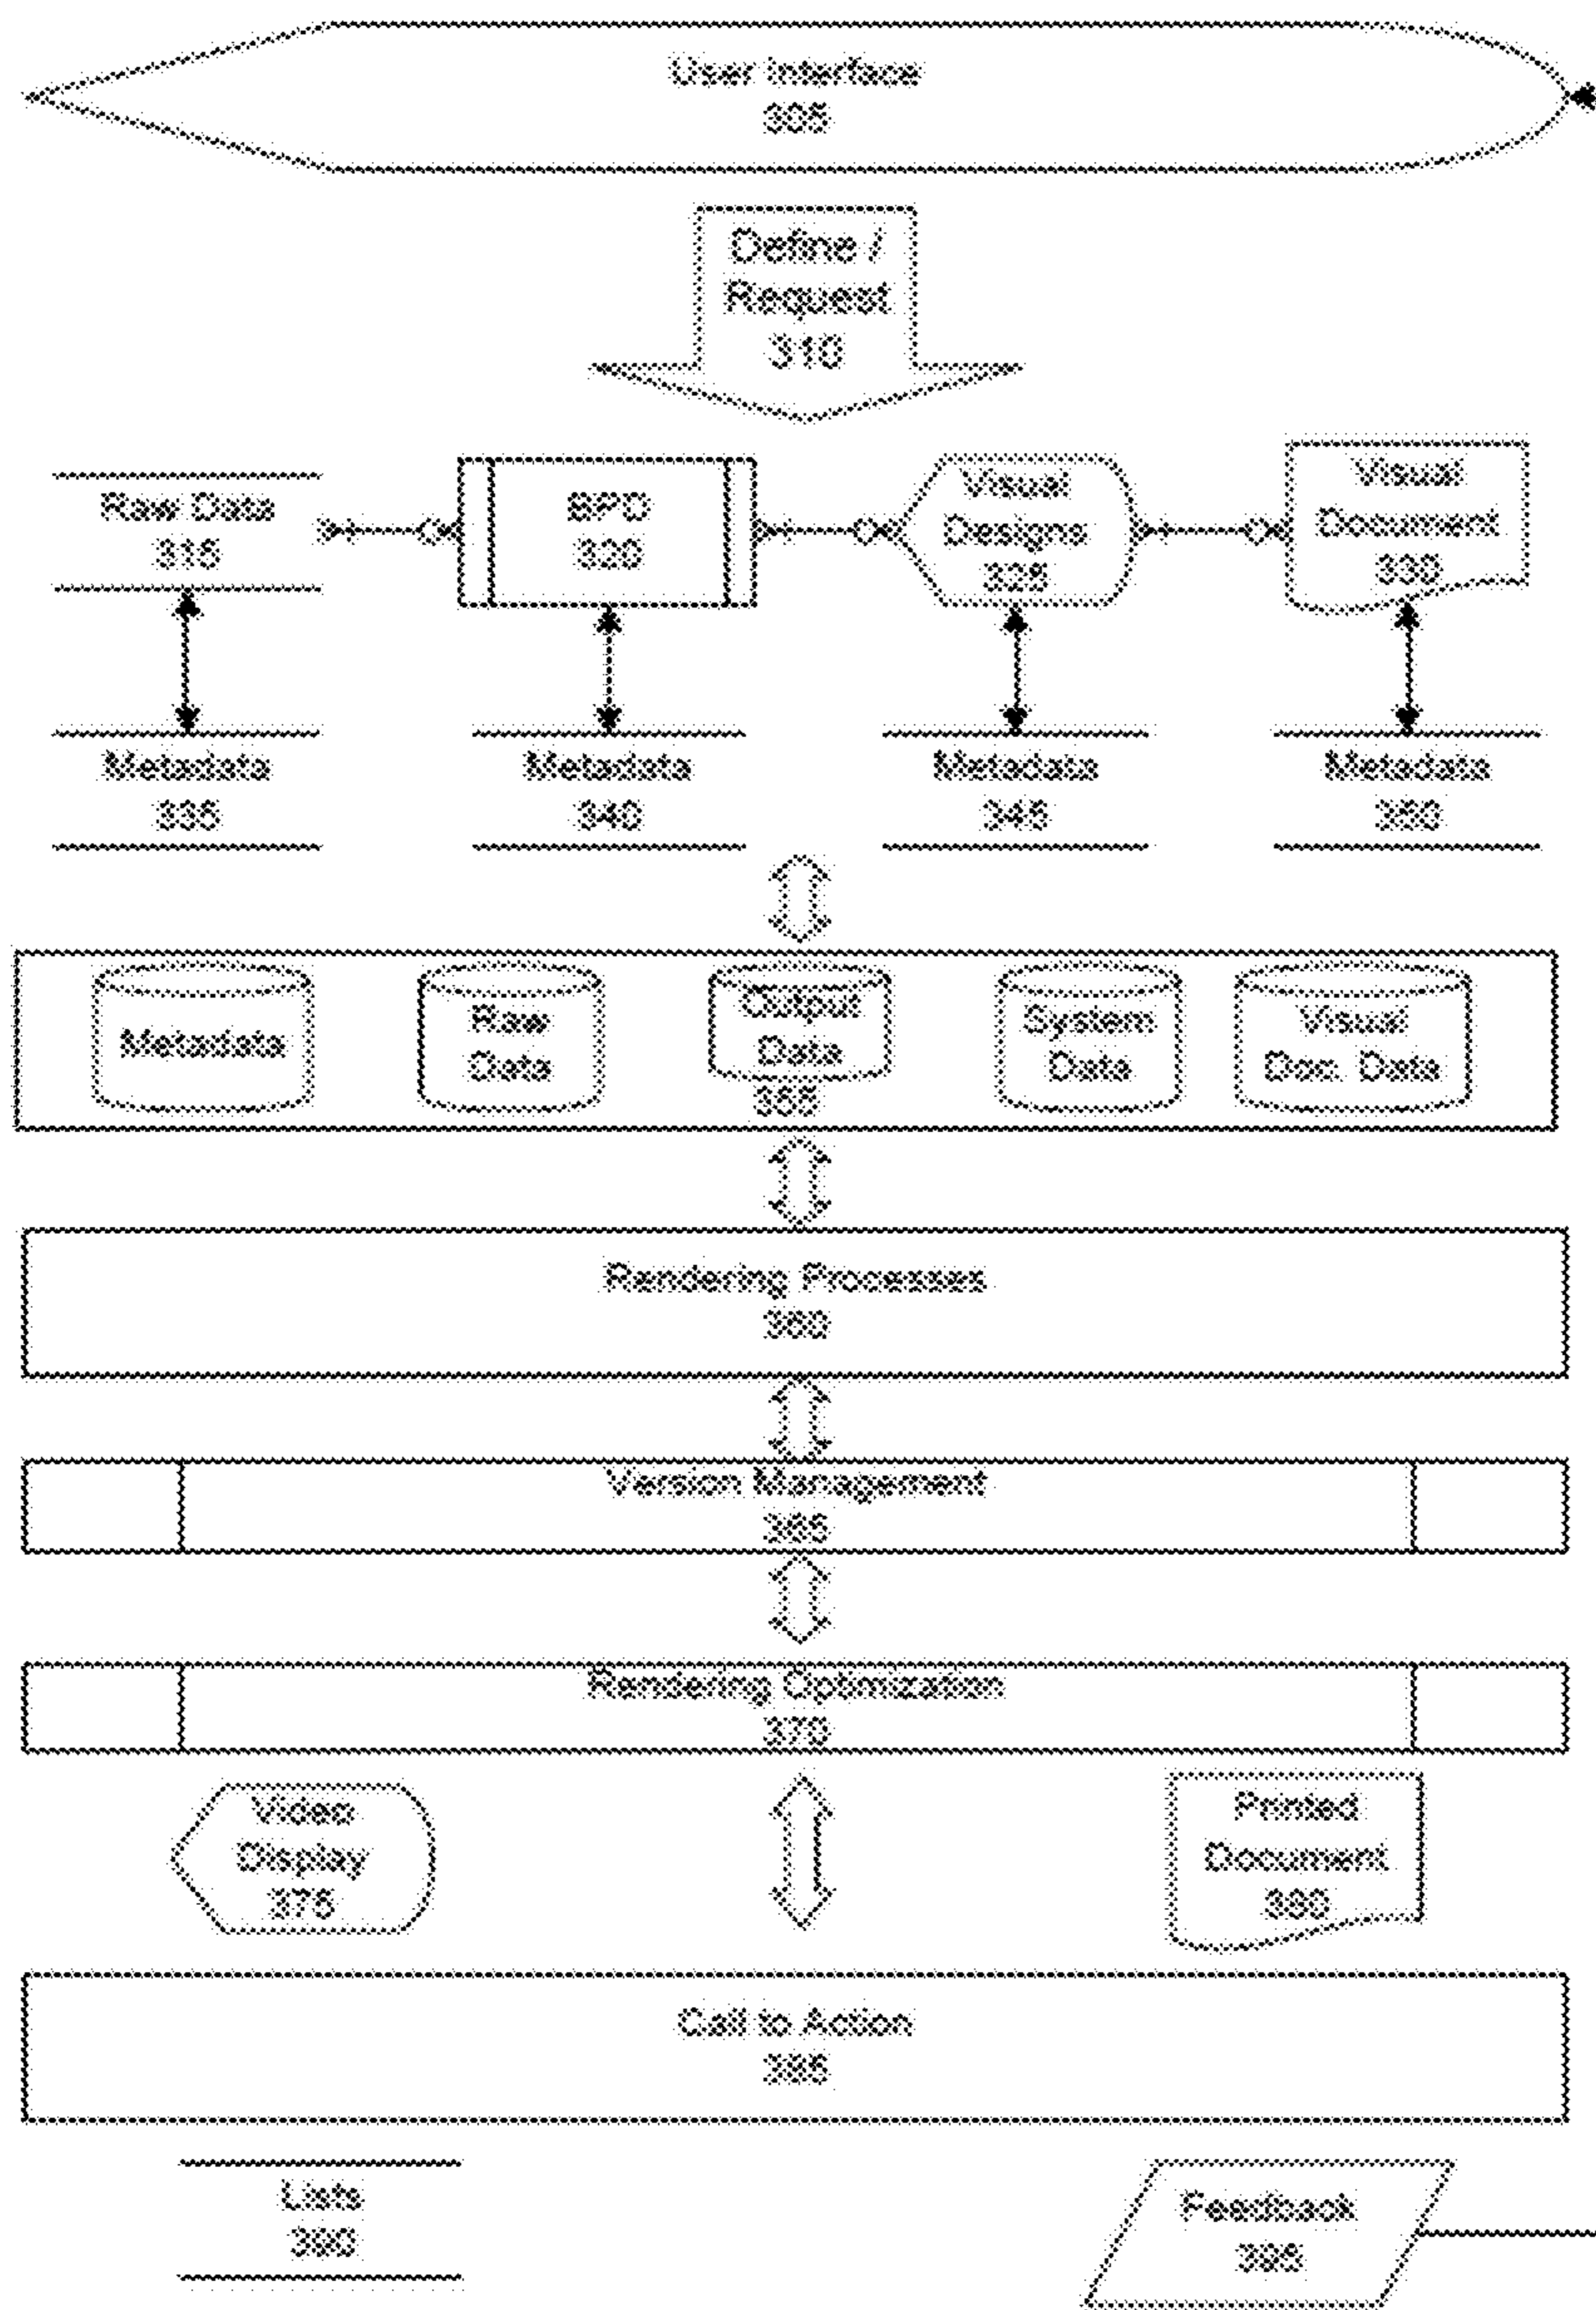 User Interface
305
Define /
Request
310
Raw Data
315
BPD
320
Visual
Designs
325
Visual
Document
330
Metadata
335
Metadata
340
Metadata
345
Metadata
350
Metadata
Raw
Data
Output
Data
355
System
Data
Visual
Doc. Data
Rendering Processes
360
Version Management
365
Rendering Optimization
370
Video
Display
375
Printed
Document
380
Call to Action
385
Lists
390
Feedback
395